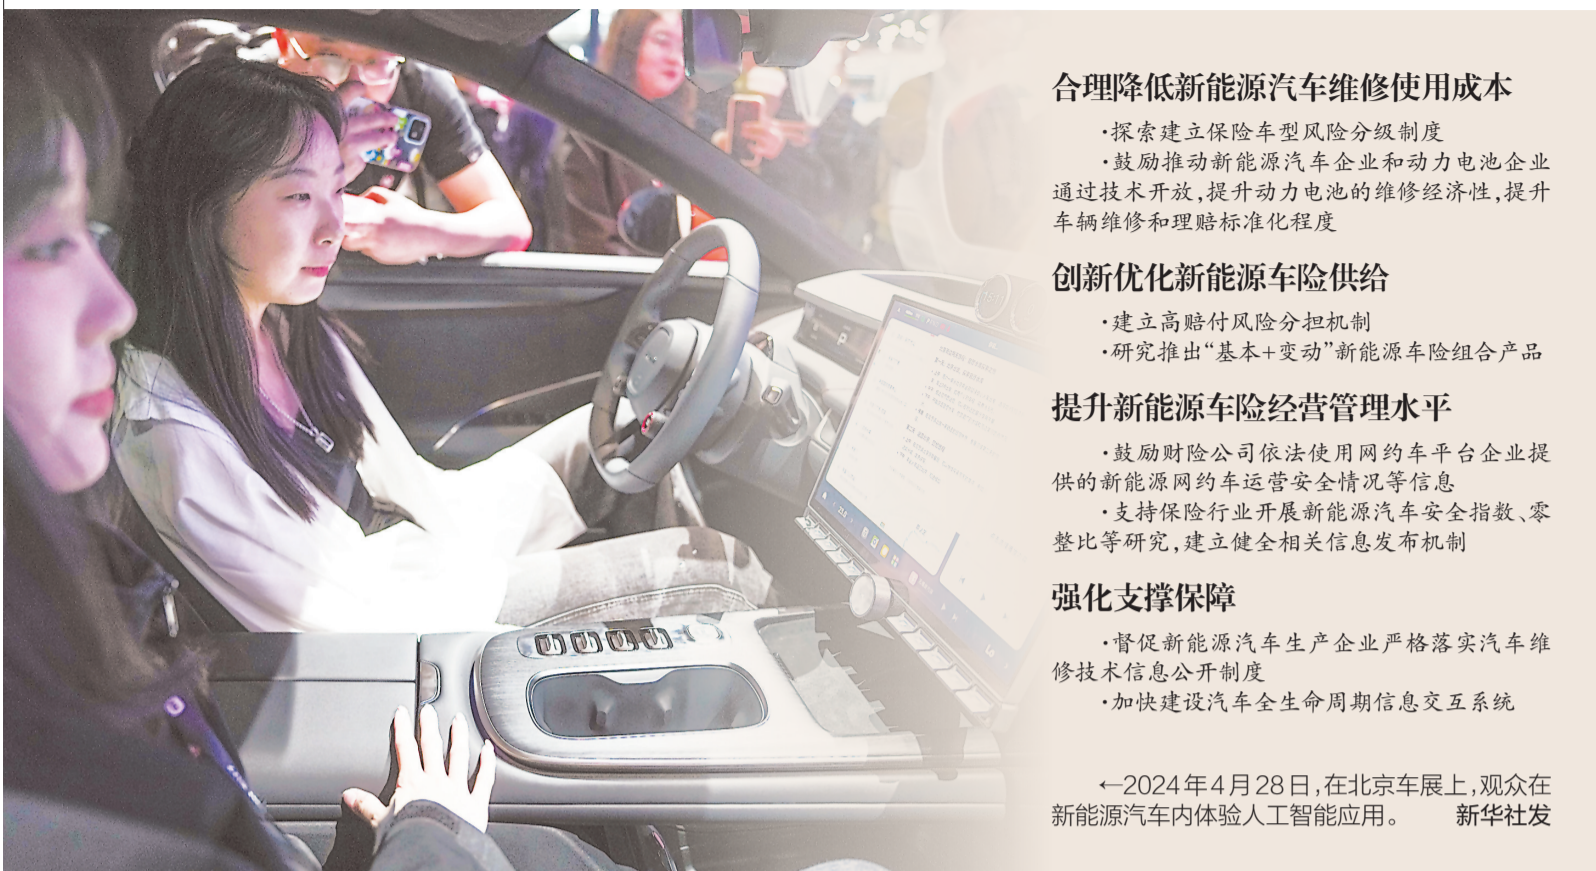 合理降低新能源汽车维修使用成本
·探索建立保险车型风险分级制度
·鼓励推动新能源汽车企业和动力电池企业
通过技术开放,提升动力电池的维修经济性,提升
车辆维修和理赔标准化程度
创新优化新能源车险供给
·建立高赔付风险分担机制
·研究推出“基本+变动”新能源车险组合产品
提升新能源车险经营管理水平
·鼓励财险公司依法使用网约车平台企业提
供的新能源网约车运营安全情况等信息
·支持保险行业开展新能源汽车安全指数、零
整比等研究,建立健全相关信息发布机制
强化支撑保障
·督促新能源汽车生产企业严格落实汽车维
修技术信息公开制度
·加快建设汽车全生命周期信息交互系统
←2024年4月28日,在北京车展上,观众在
新能源汽车内体验人工智能应用。 新华社发
P